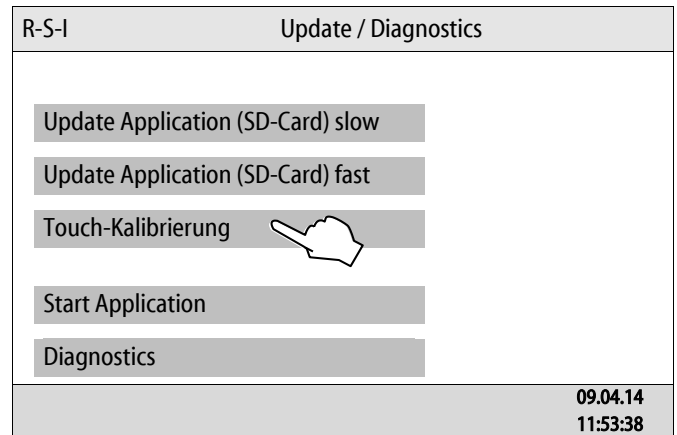 R-S-I Update / Diagnostics
Update Application (SD-Card) slow
Update Application (SD-Card) fast
Touch-Kalibrierung
Start Application
Diagnostics
09.04.14
11:53:38